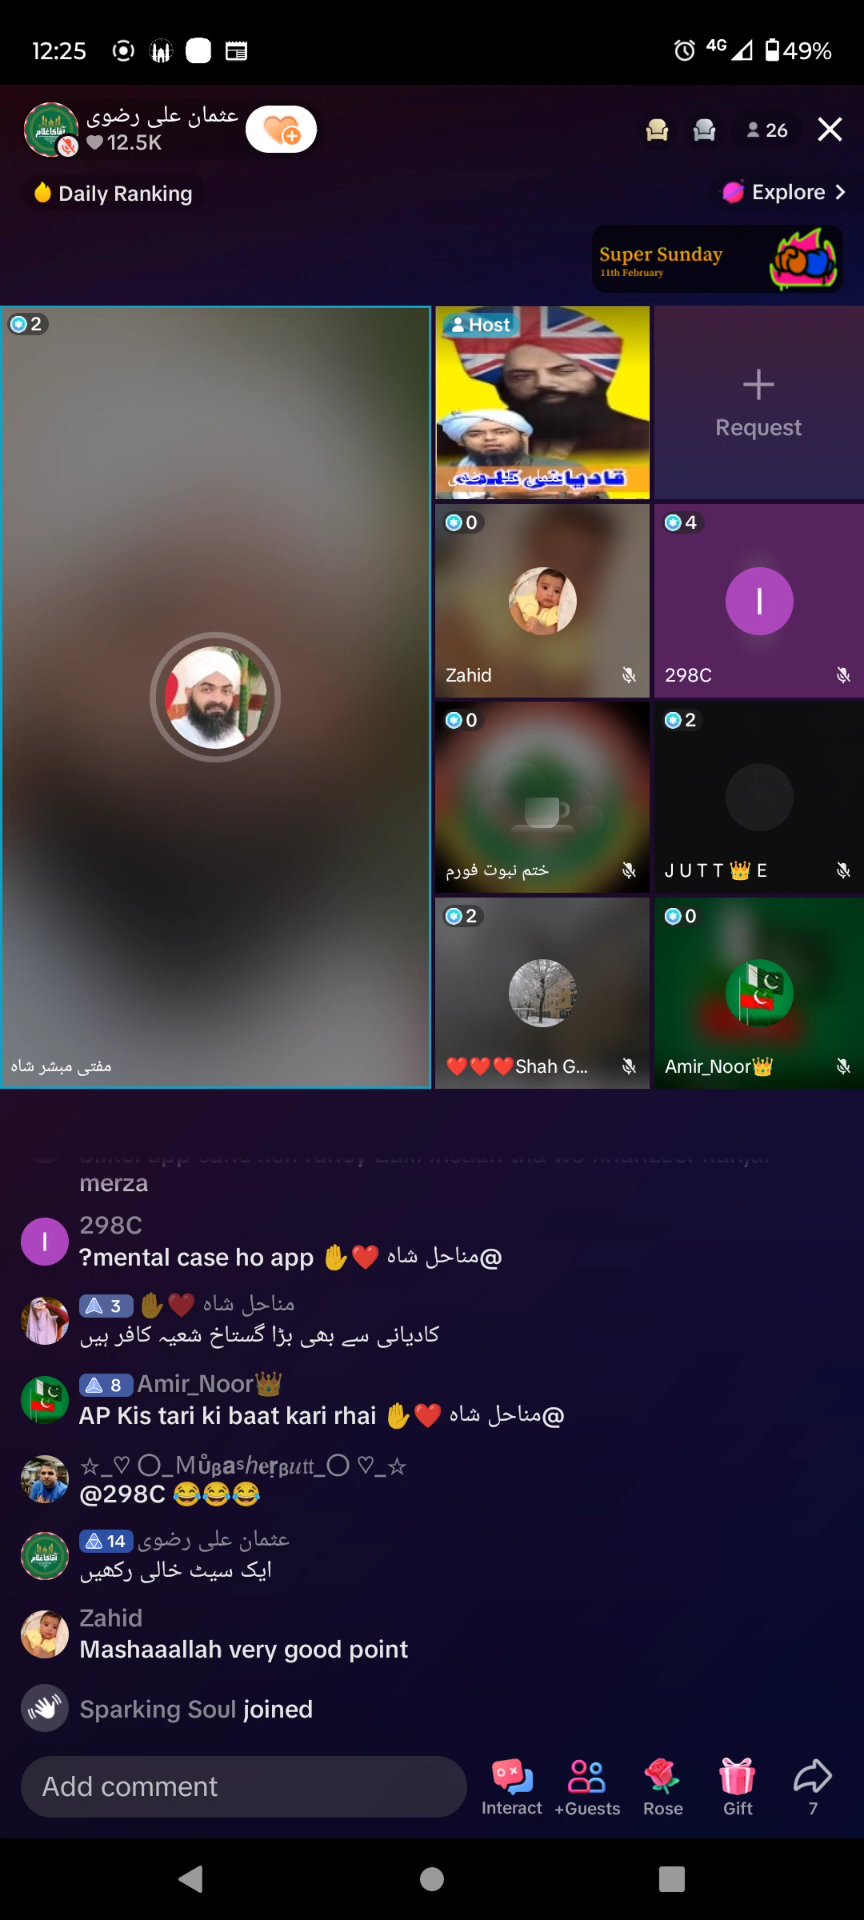 12:25
4G
49%
عثمان علی رضوی
12.5K
26
Daily Ranking
Explore
Super Sunday
11th February
2
Host
قادیانی
Request
0
Zahid
4
I
298C
0
ختم نبوت فورم
2
J U T T 👑 E
مفتی مبشر شاہ
2
❤️❤️❤️Shah G...
0
Amir_Noor👑
merza
298C
?mental case ho app ✋❤️ مناحل شاہ@
3 ✋❤️ مناحل شاہ
کادیانی سے بھی بڑا گستاخ شعیہ کافر ہیں
8 Amir_Noor👑
AP Kis tari ki baat kari rhai ✋❤️ مناحل شاہ@
☆_♡ ◯_Můᵦaˢℎeṛᵦ𝑢tt_◯ ♡_☆
@298C 😂😂😂
14 عثمان علی رضوی
ایک سیٹ خالی رکھیں
Zahid
Mashaaallah very good point
Sparking Soul joined
Add comment
Interact
+Guests
Rose
Gift
7